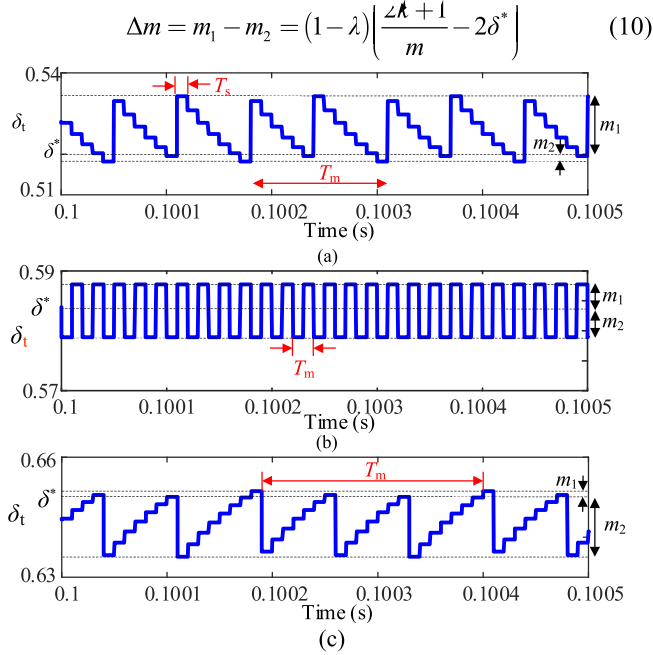 Δm = m₁ − m₂ = (1 − λ)⌊(2k + 1)/m − 2δ*⌋ (10)
0.54
Tₛ
δₜ
δ*
m₁
m₂
0.51
Tₘ
0.1 0.1001 0.1002 0.1003 0.1004 0.1005
Time (s)
(a)
0.59
δ*
m₁
δₜ
m₂
Tₘ
0.57
0.1 0.1001 0.1002 0.1003 0.1004 0.1005
Time (s)
(b)
0.66
Tₘ
m₁
δ*
δₜ
m₂
0.63
0.1 0.1001 0.1002 0.1003 0.1004 0.1005
Time (s)
(c)